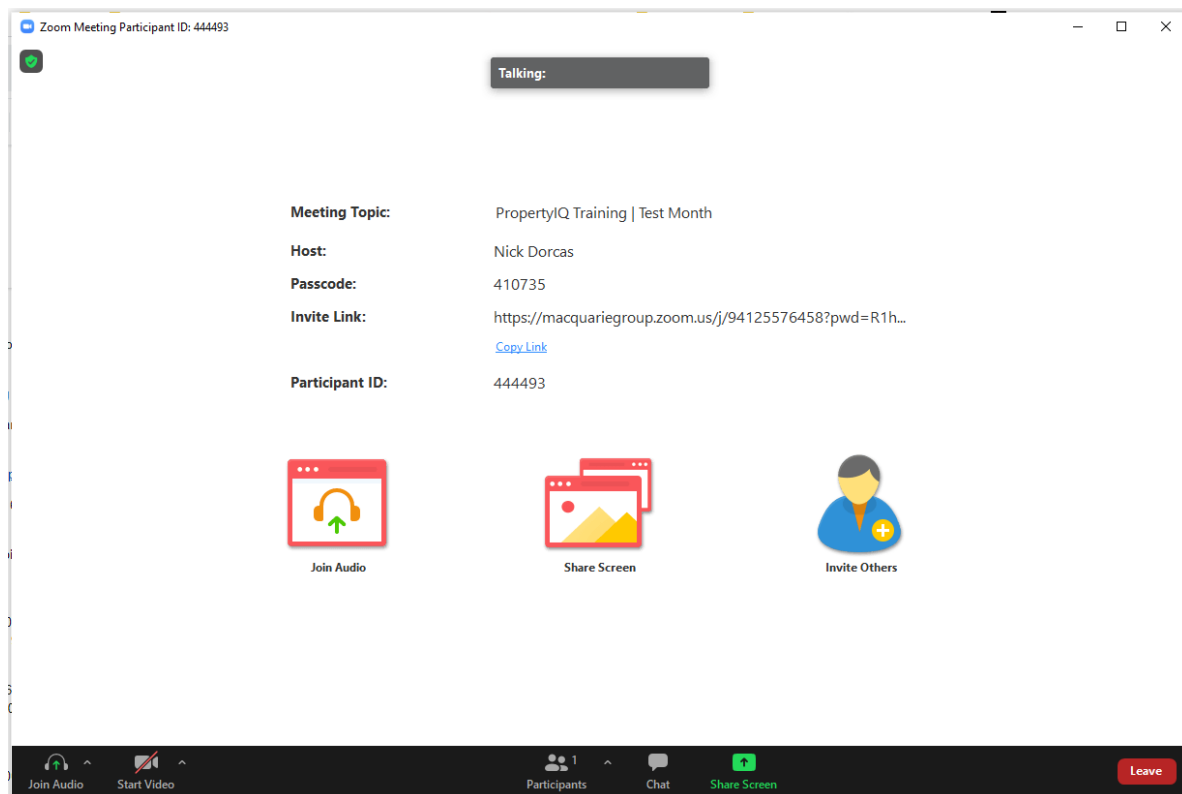 Zoom Meeting Participant ID: 444493
Talking:
Meeting Topic: PropertyIQ Training | Test Month
Host: Nick Dorcas
Passcode: 410735
Invite Link: https://macquariegroup.zoom.us/j/94125576458?pwd=R1h...
Copy Link
Participant ID: 444493
Join Audio Share Screen Invite Others
1
Join Audio Start Video Participants Chat Share Screen Leave